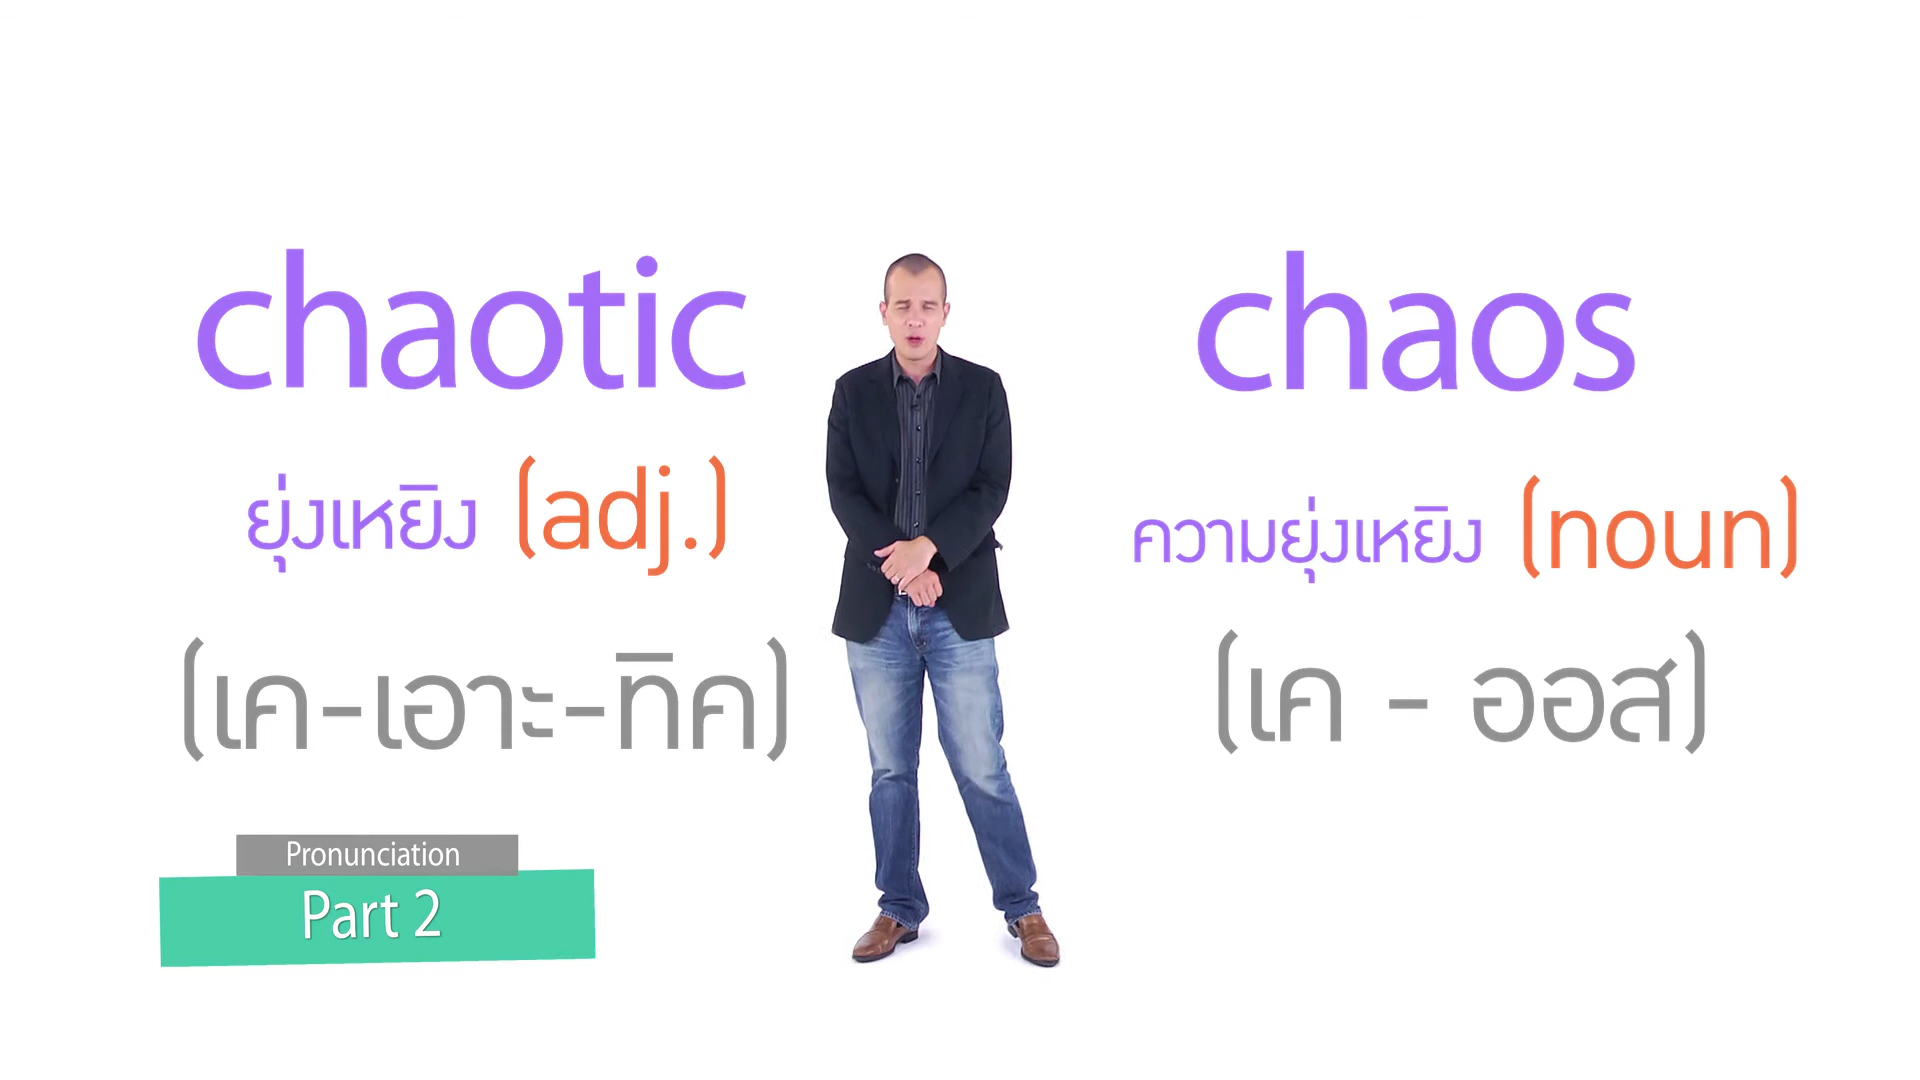 chaotic
ยุ่งเหยิง (adj.)
(เค-เอาะ-ทิค)
chaos
ความยุ่งเหยิง (noun)
(เค - ออส)
Pronunciation
Part 2